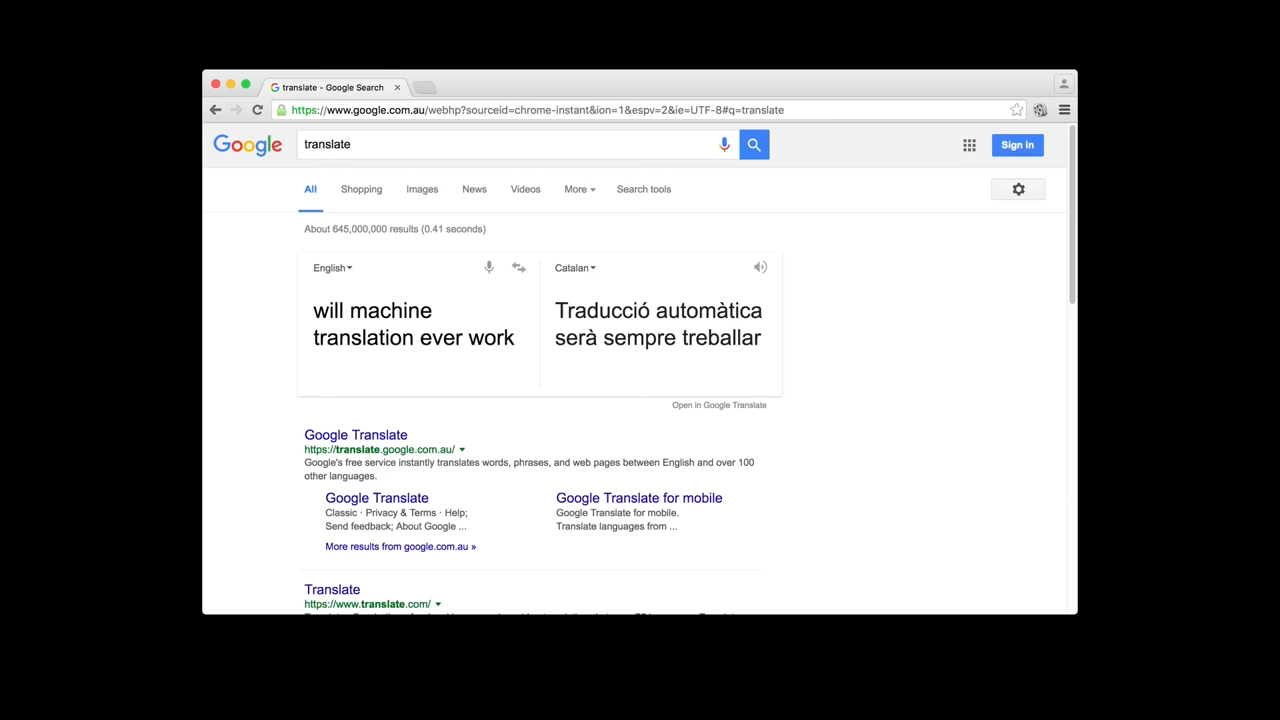 translate - Google Search
https://www.google.com.au/webhp?sourceid=chrome-instant&ion=1&espv=2&ie=UTF-8#q=translate
Google
translate
Sign in
All Shopping Images News Videos More Search tools
About 645,000,000 results (0.41 seconds)
English
Catalan
will machine
translation ever work
Traducció automàtica
serà sempre treballar
Open in Google Translate
Google Translate
https://translate.google.com.au/
Google's free service instantly translates words, phrases, and web pages between English and over 100
other languages.
Google Translate
Classic · Privacy & Terms · Help;
Send feedback; About Google ...
Google Translate for mobile
Google Translate for mobile.
Translate languages from ...
More results from google.com.au »
Translate
https://www.translate.com/